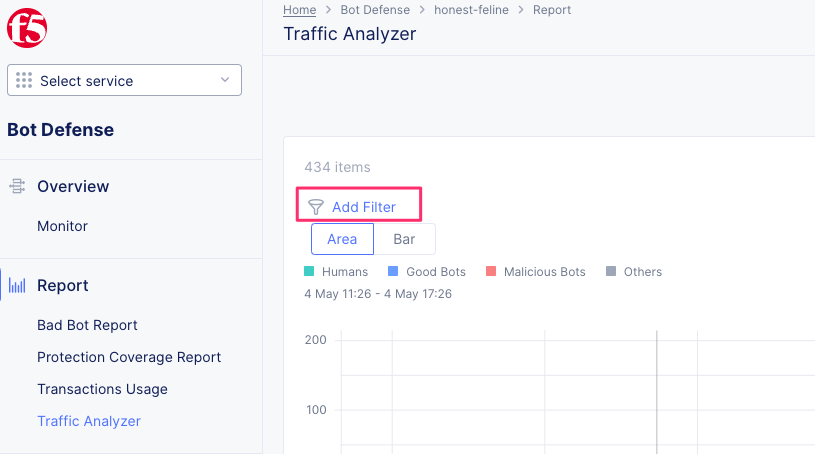 f5
Home > Bot Defense > honest-feline > Report
Traffic Analyzer
Select service
Bot Defense
Overview
Monitor
Report
Bad Bot Report
Protection Coverage Report
Transactions Usage
Traffic Analyzer
434 items
Add Filter
Area Bar
Humans Good Bots Malicious Bots Others
4 May 11:26 - 4 May 17:26
200
100